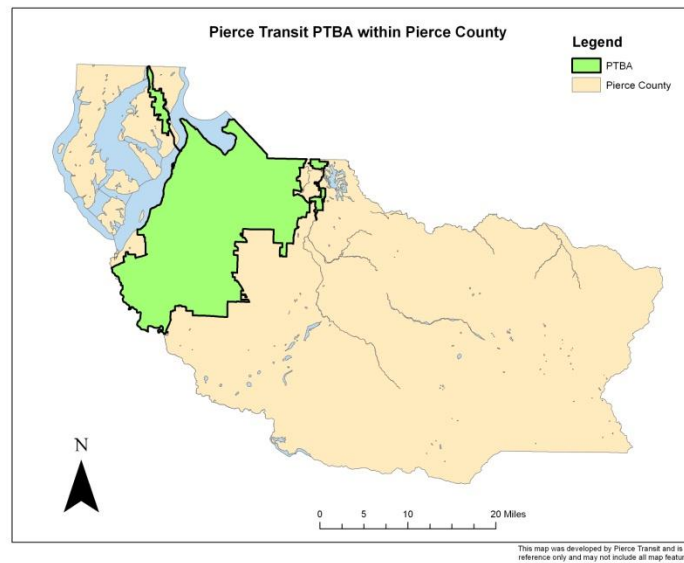 Pierce Transit PTBA within Pierce County
Legend
PTBA
Pierce County
N
0 5 10 20 Miles
This map was developed by Pierce Transit and is
reference only and may not include all map featur